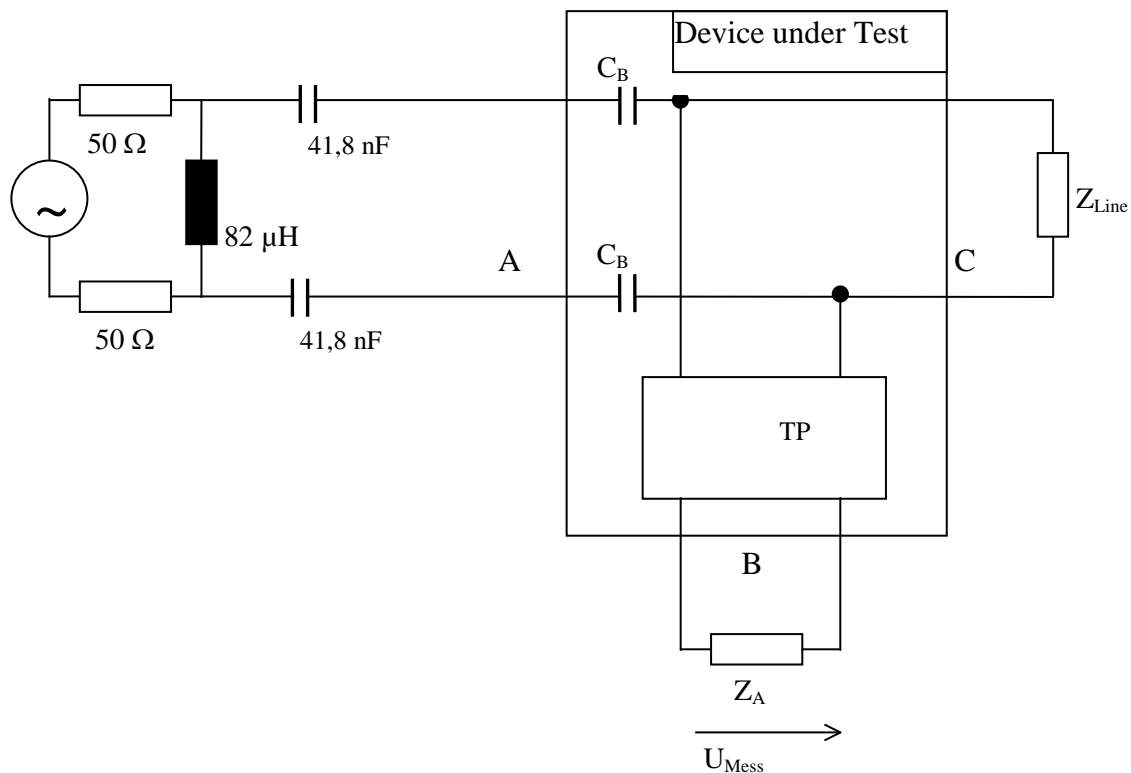 Device under Test
C_B
50 Ω
41,8 nF
~
Z_Line
82 µH
A
C_B
C
50 Ω
41,8 nF
TP
B
Z_A
U_Mess